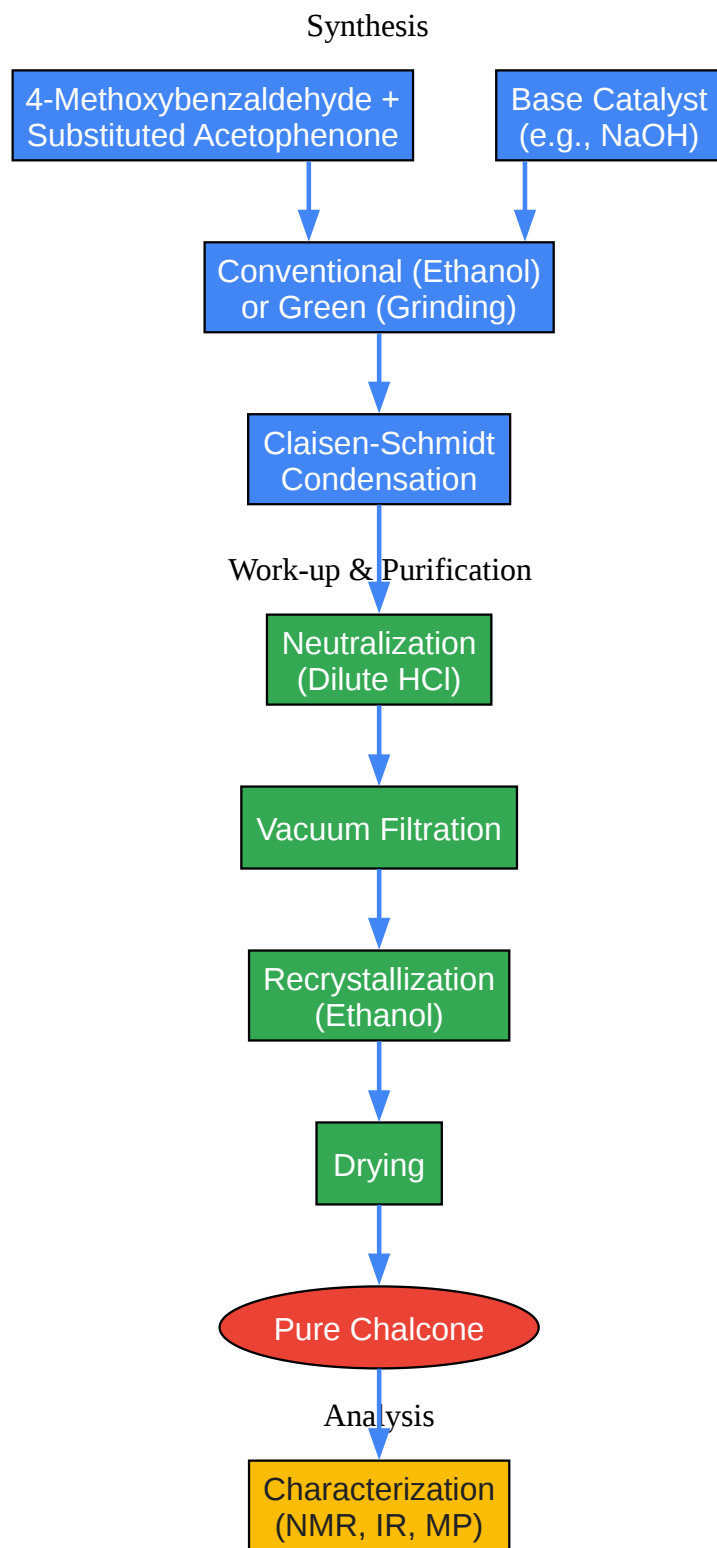 Synthesis
4-Methoxybenzaldehyde +
Substituted Acetophenone
Base Catalyst
(e.g., NaOH)
Conventional (Ethanol)
or Green (Grinding)
Claisen-Schmidt
Condensation
Work-up & Purification
Neutralization
(Dilute HCl)
Vacuum Filtration
Recrystallization
(Ethanol)
Drying
Pure Chalcone
Analysis
Characterization
(NMR, IR, MP)